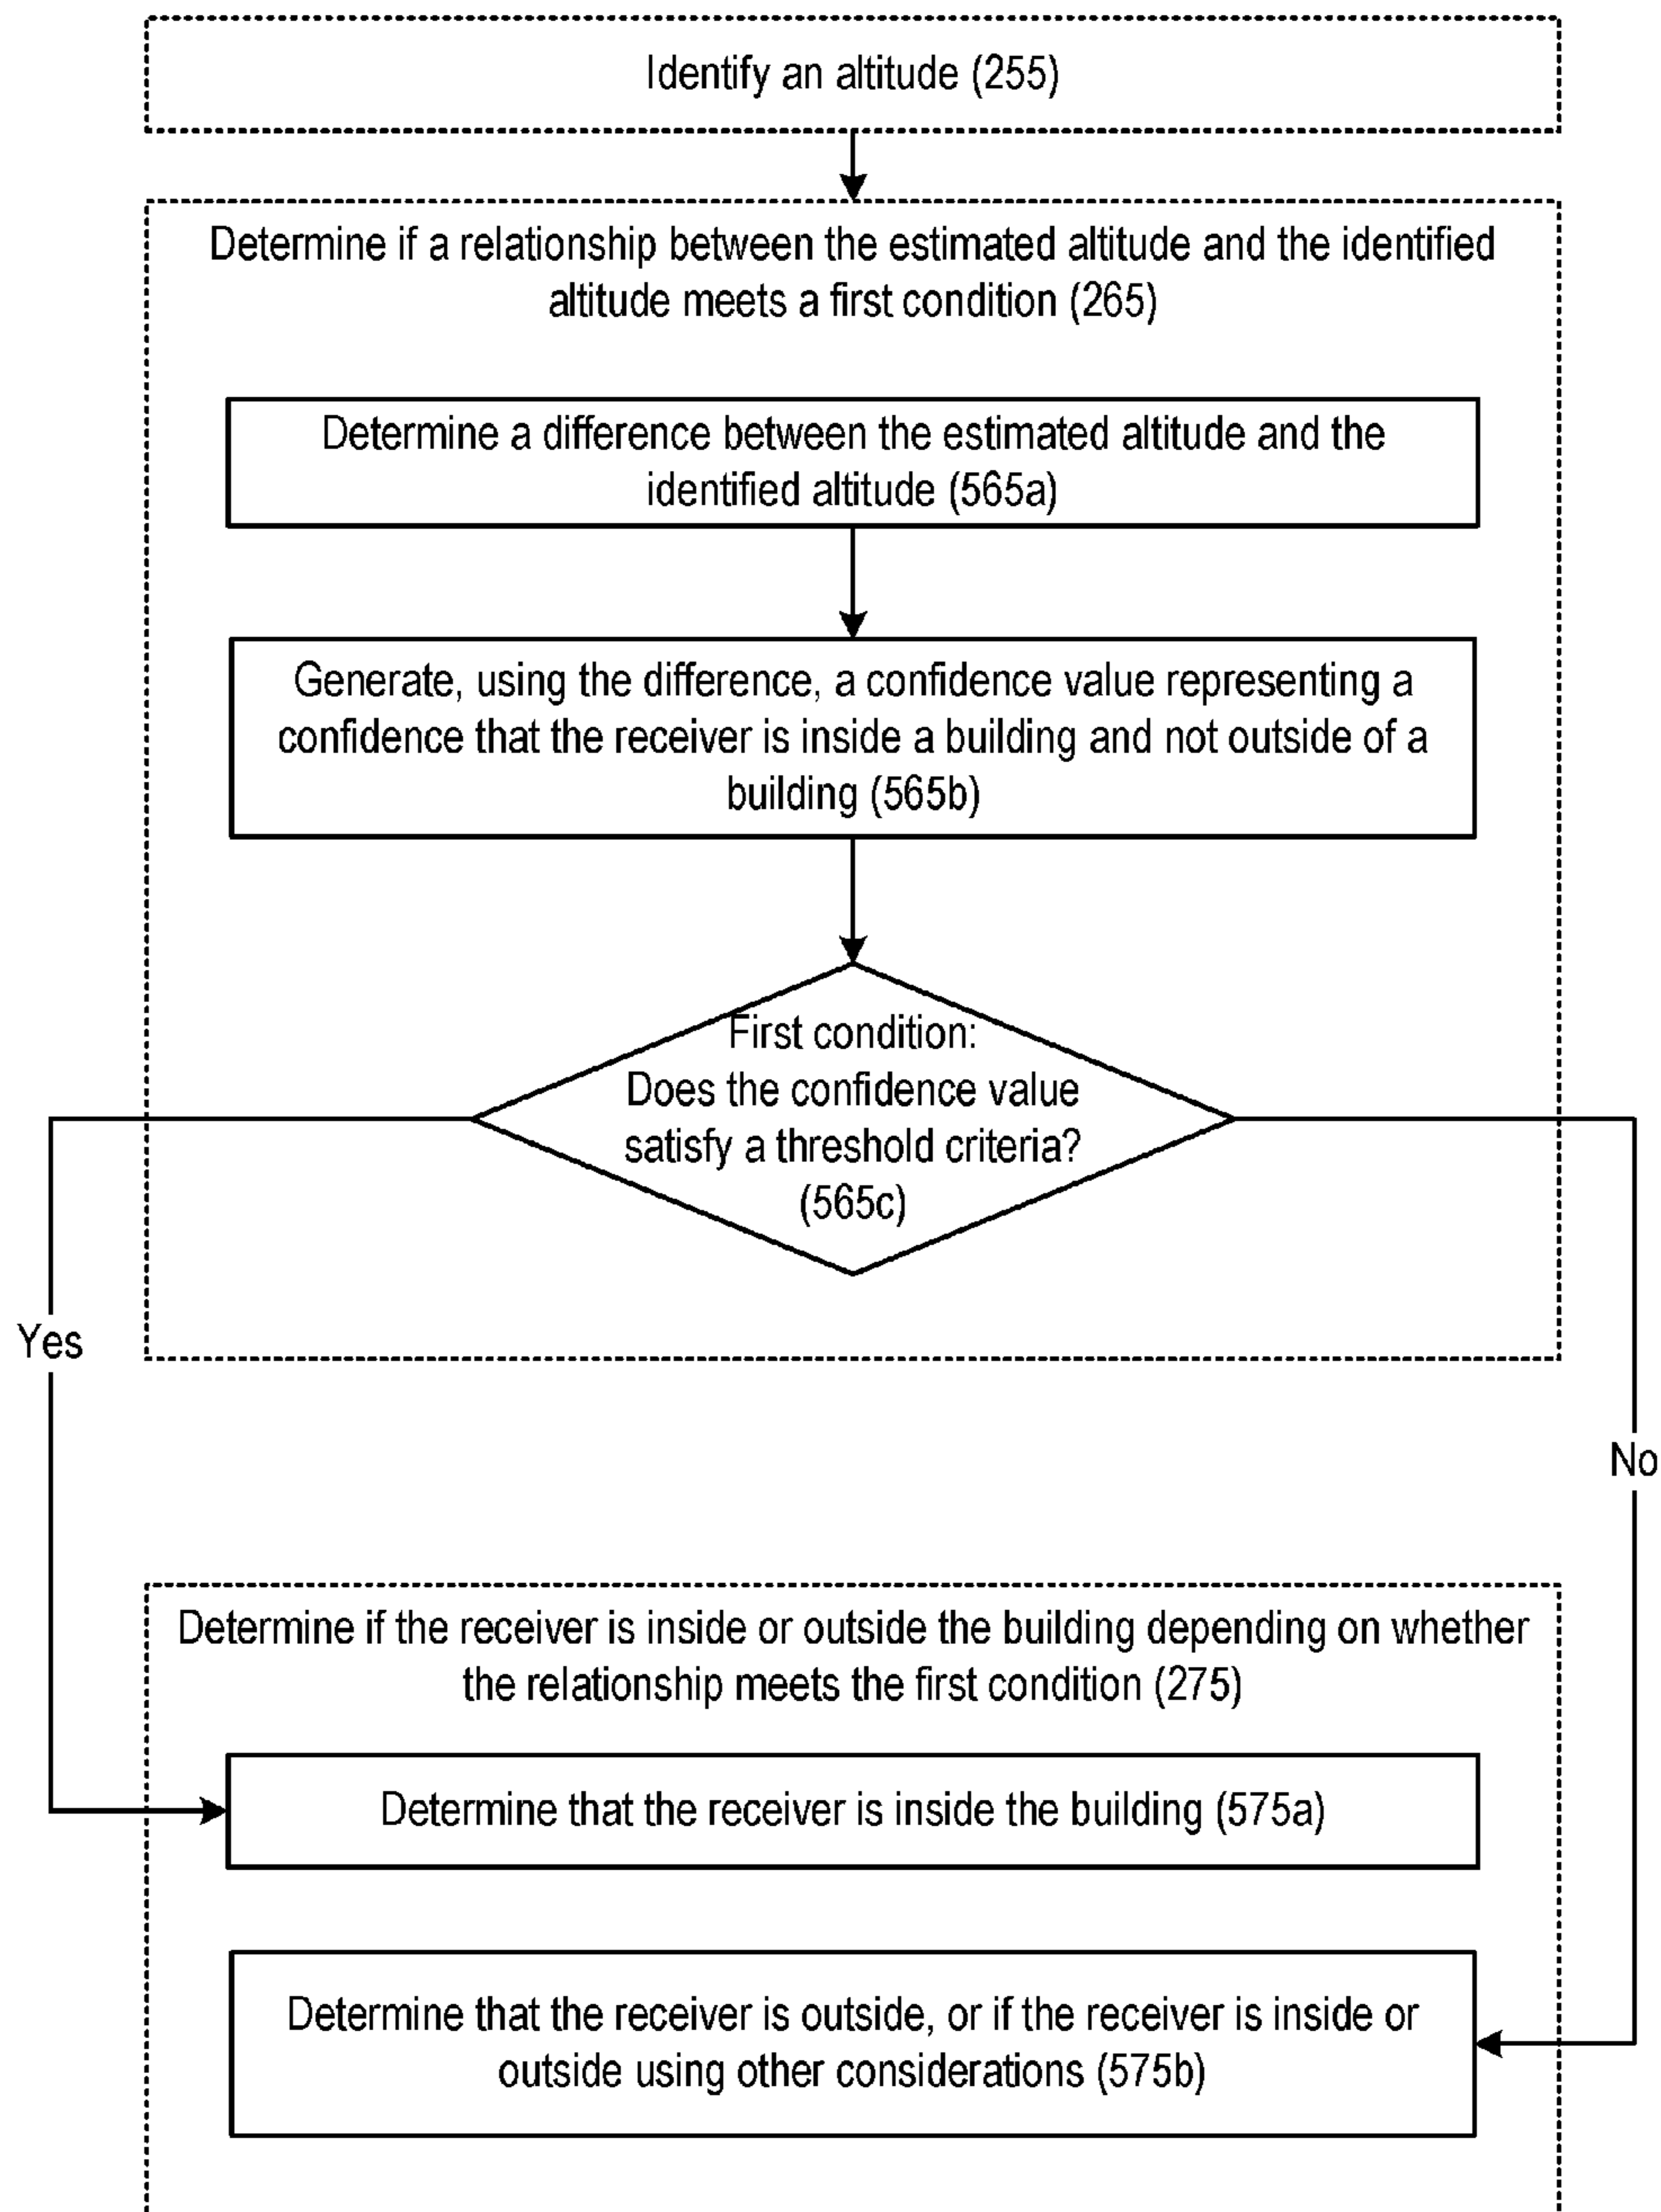 Identify an altitude (255)
Determine if a relationship between the estimated altitude and the identified
altitude meets a first condition (265)
Determine a difference between the estimated altitude and the
identified altitude (565a)
Generate, using the difference, a confidence value representing a
confidence that the receiver is inside a building and not outside of a
building (565b)
First condition:
Does the confidence value
satisfy a threshold criteria?
(565c)
Yes
No
Determine if the receiver is inside or outside the building depending on whether
the relationship meets the first condition (275)
Determine that the receiver is inside the building (575a)
Determine that the receiver is outside, or if the receiver is inside or
outside using other considerations (575b)